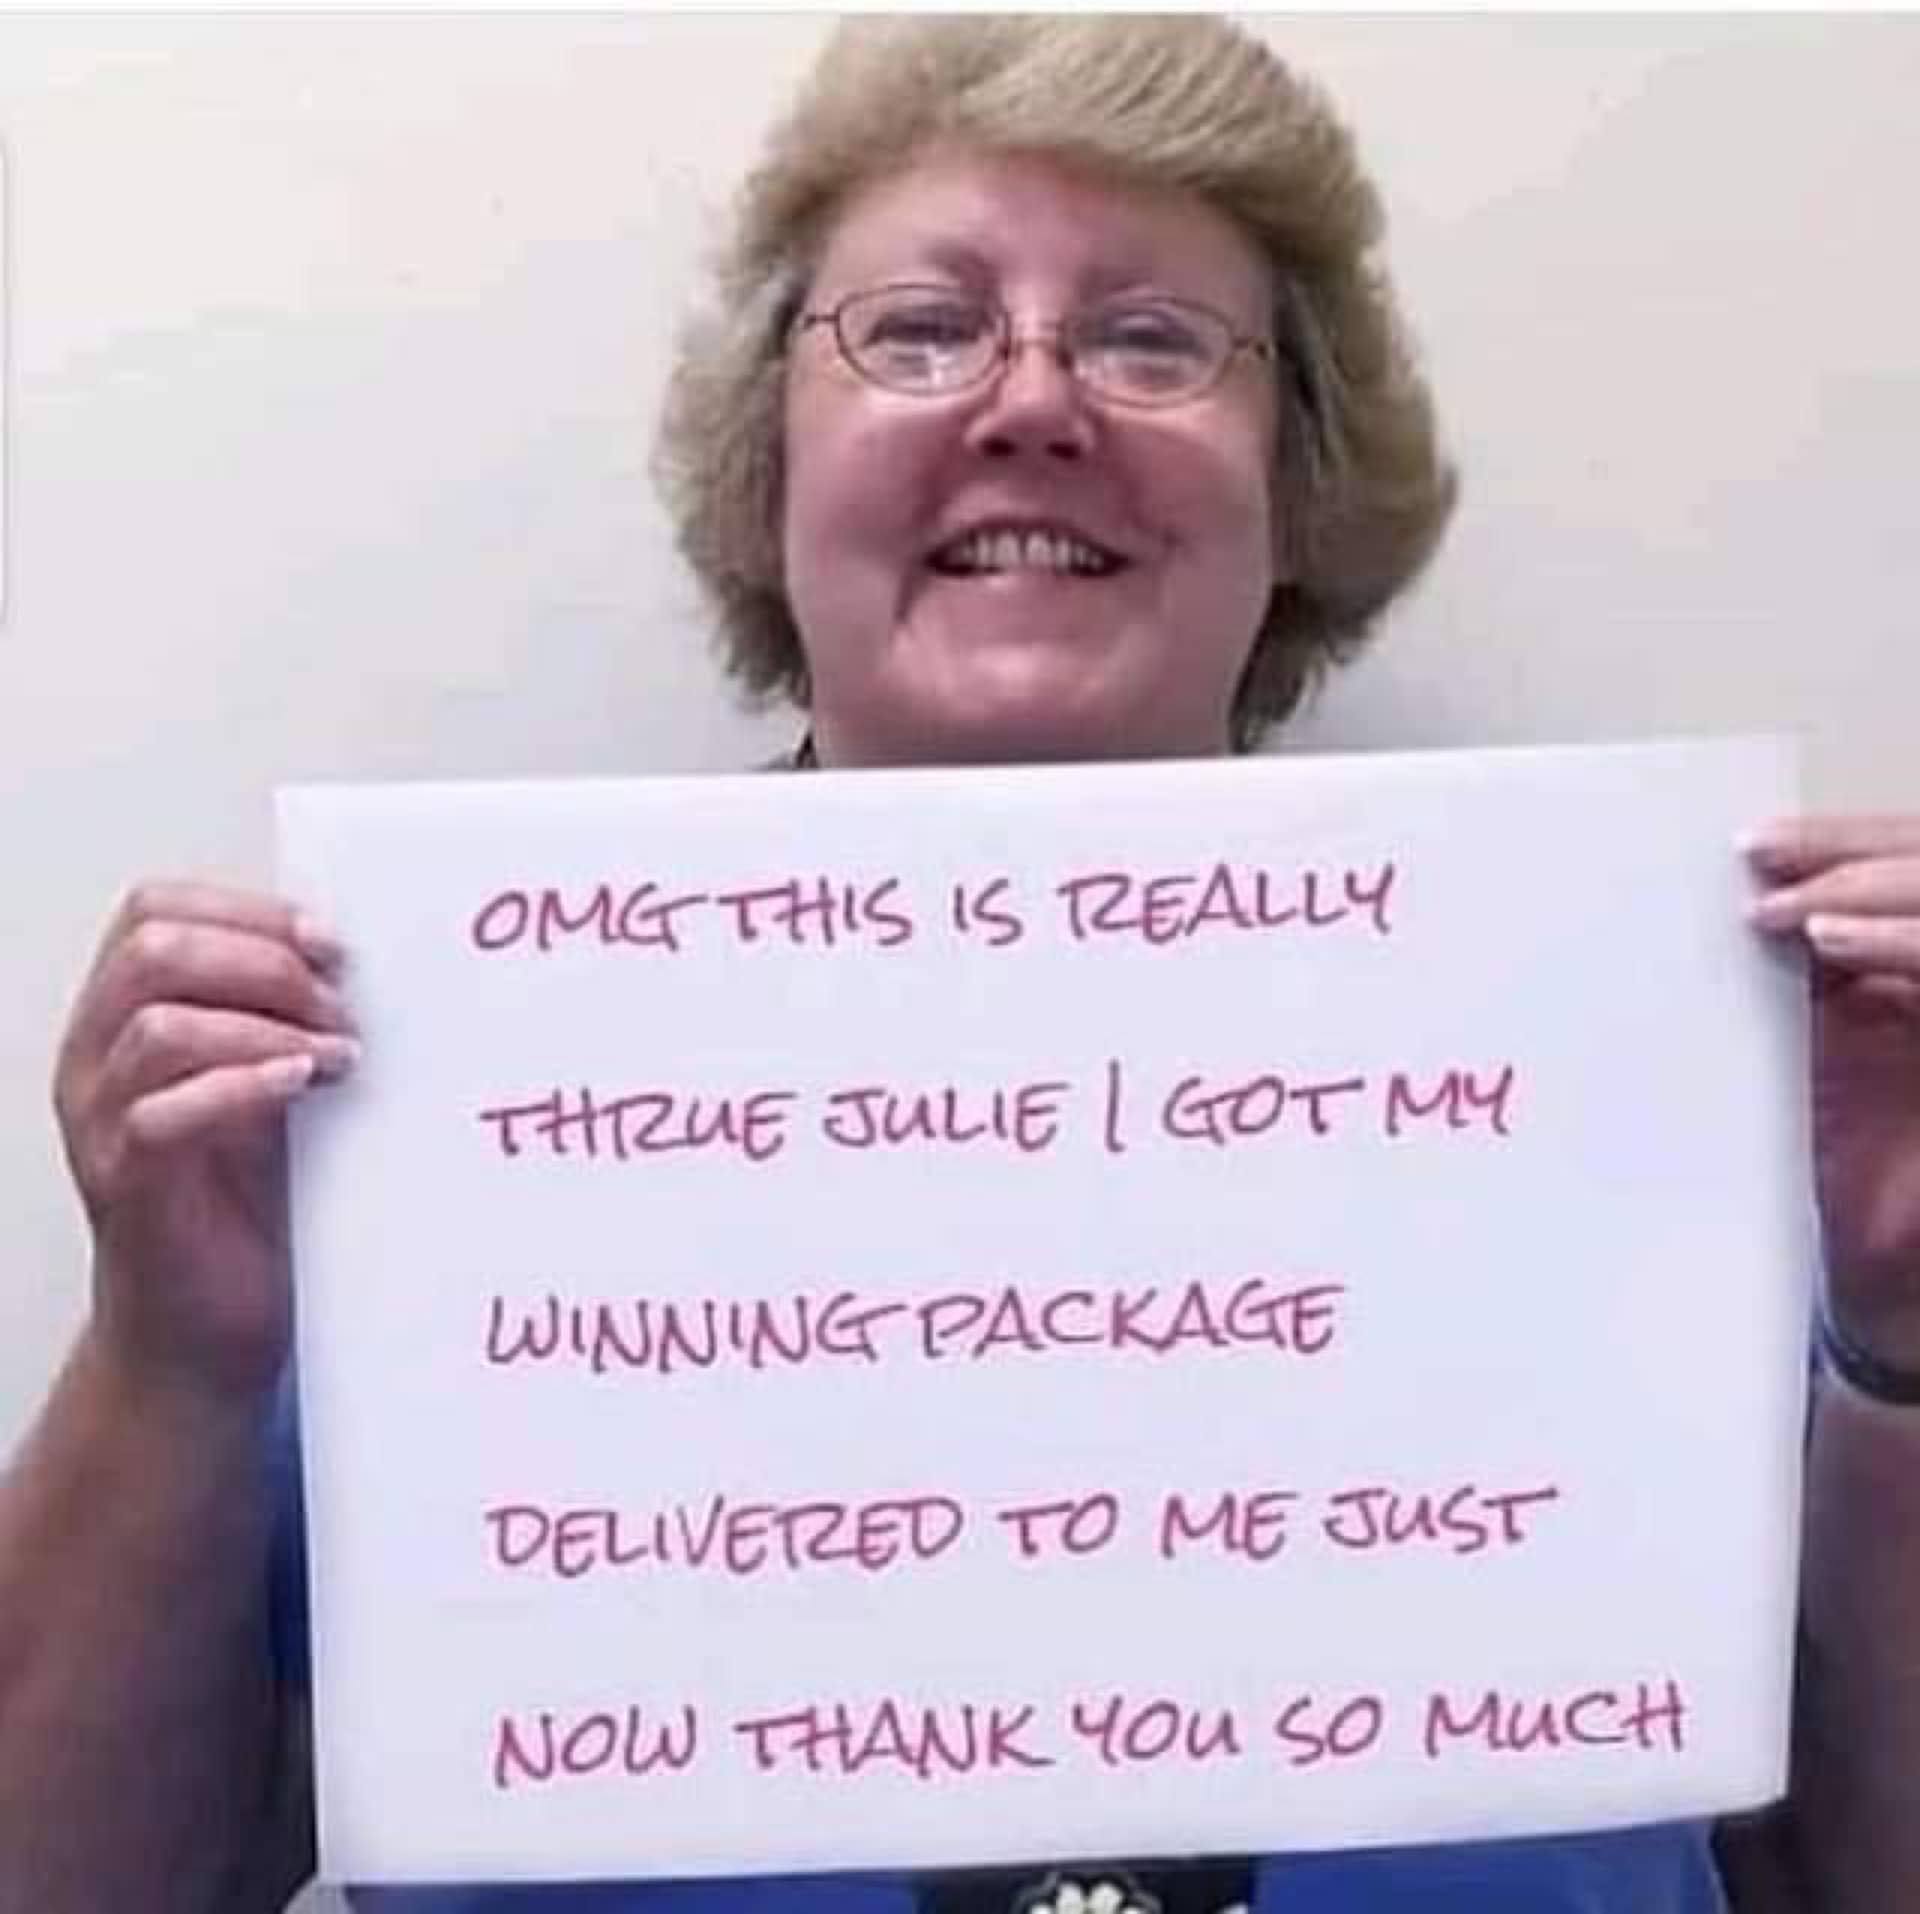 OMG THIS IS REALLY
THRUE JULIE I GOT MY
WINNING PACKAGE
DELIVERED TO ME JUST
NOW THANK YOU SO MUCH